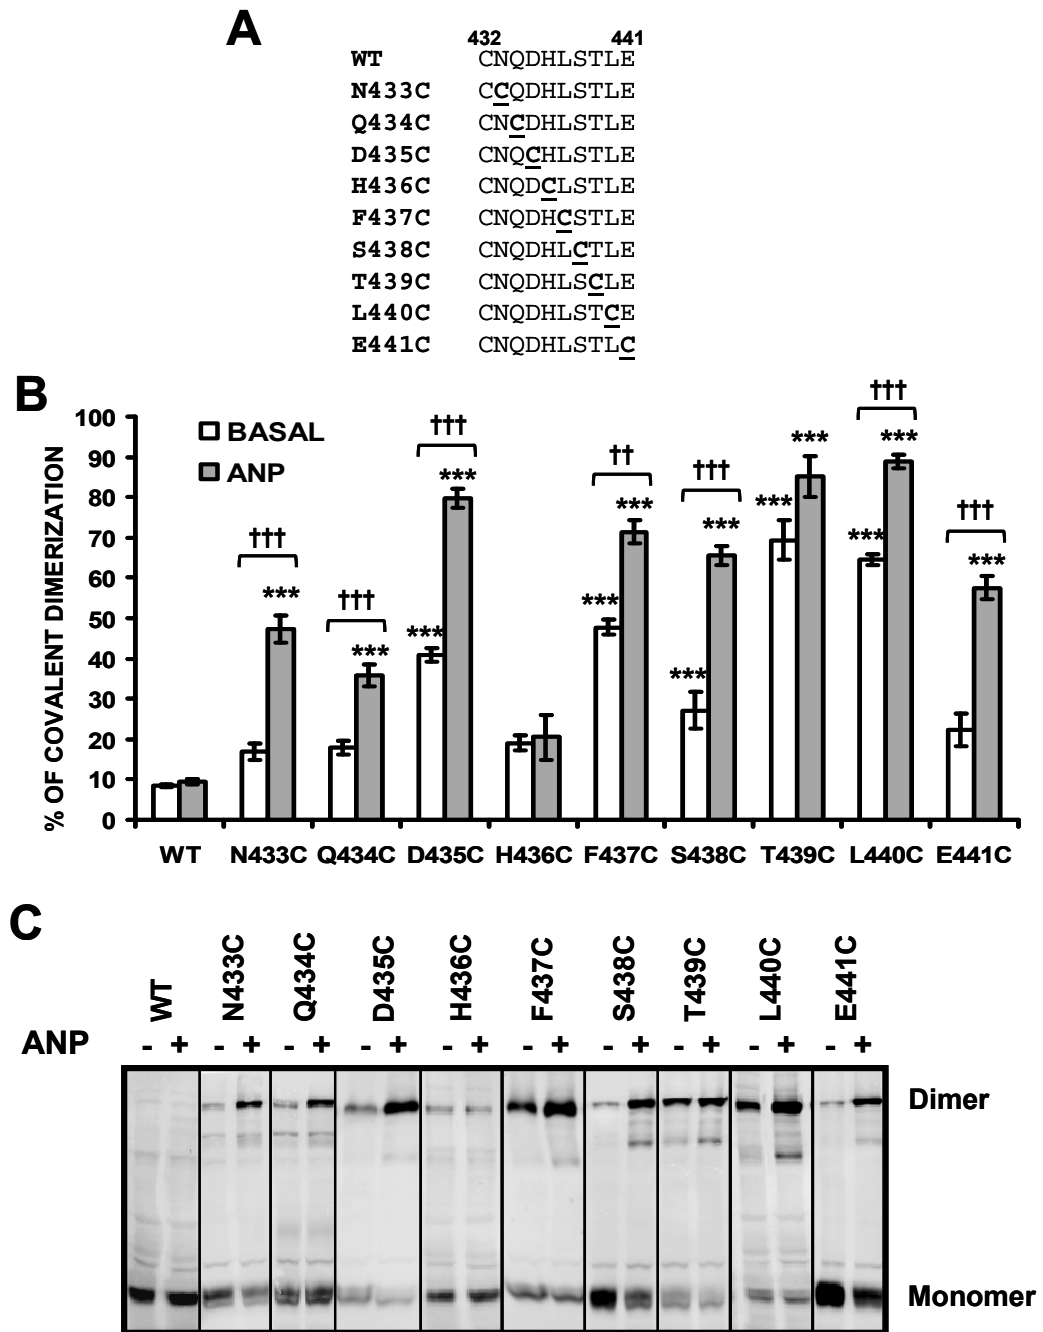 A
432 441
WT CNQDHLSTLE
N433C CCQDHLSTLE
Q434C CNCDHLSTLE
D435C CNQCHLSTLE
H436C CNQDCLSTLE
F437C CNQDHCSTLE
S438C CNQDHLCTLE
T439C CNQDHLSCLE
L440C CNQDHLSTCE
E441C CNQDHLSTLC
B
% OF COVALENT DIMERIZATION
100
90
80
70
60
50
40
30
20
10
0
BASAL
ANP
††† *** ††† *** *** ††† *** *** †† *** *** ††† *** *** *** *** ††† *** ††† ***
WT N433C Q434C D435C H436C F437C S438C T439C L440C E441C
C
WT N433C Q434C D435C H436C F437C S438C T439C L440C E441C
ANP - + - + - + - + - + - + - + - + - + - +
Dimer
Monomer